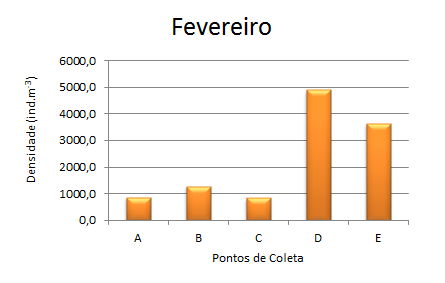 Fevereiro
Densidade (ind.m⁻³)
6000,0
5000,0
4000,0
3000,0
2000,0
1000,0
0,0
A B C D E
Pontos de Coleta